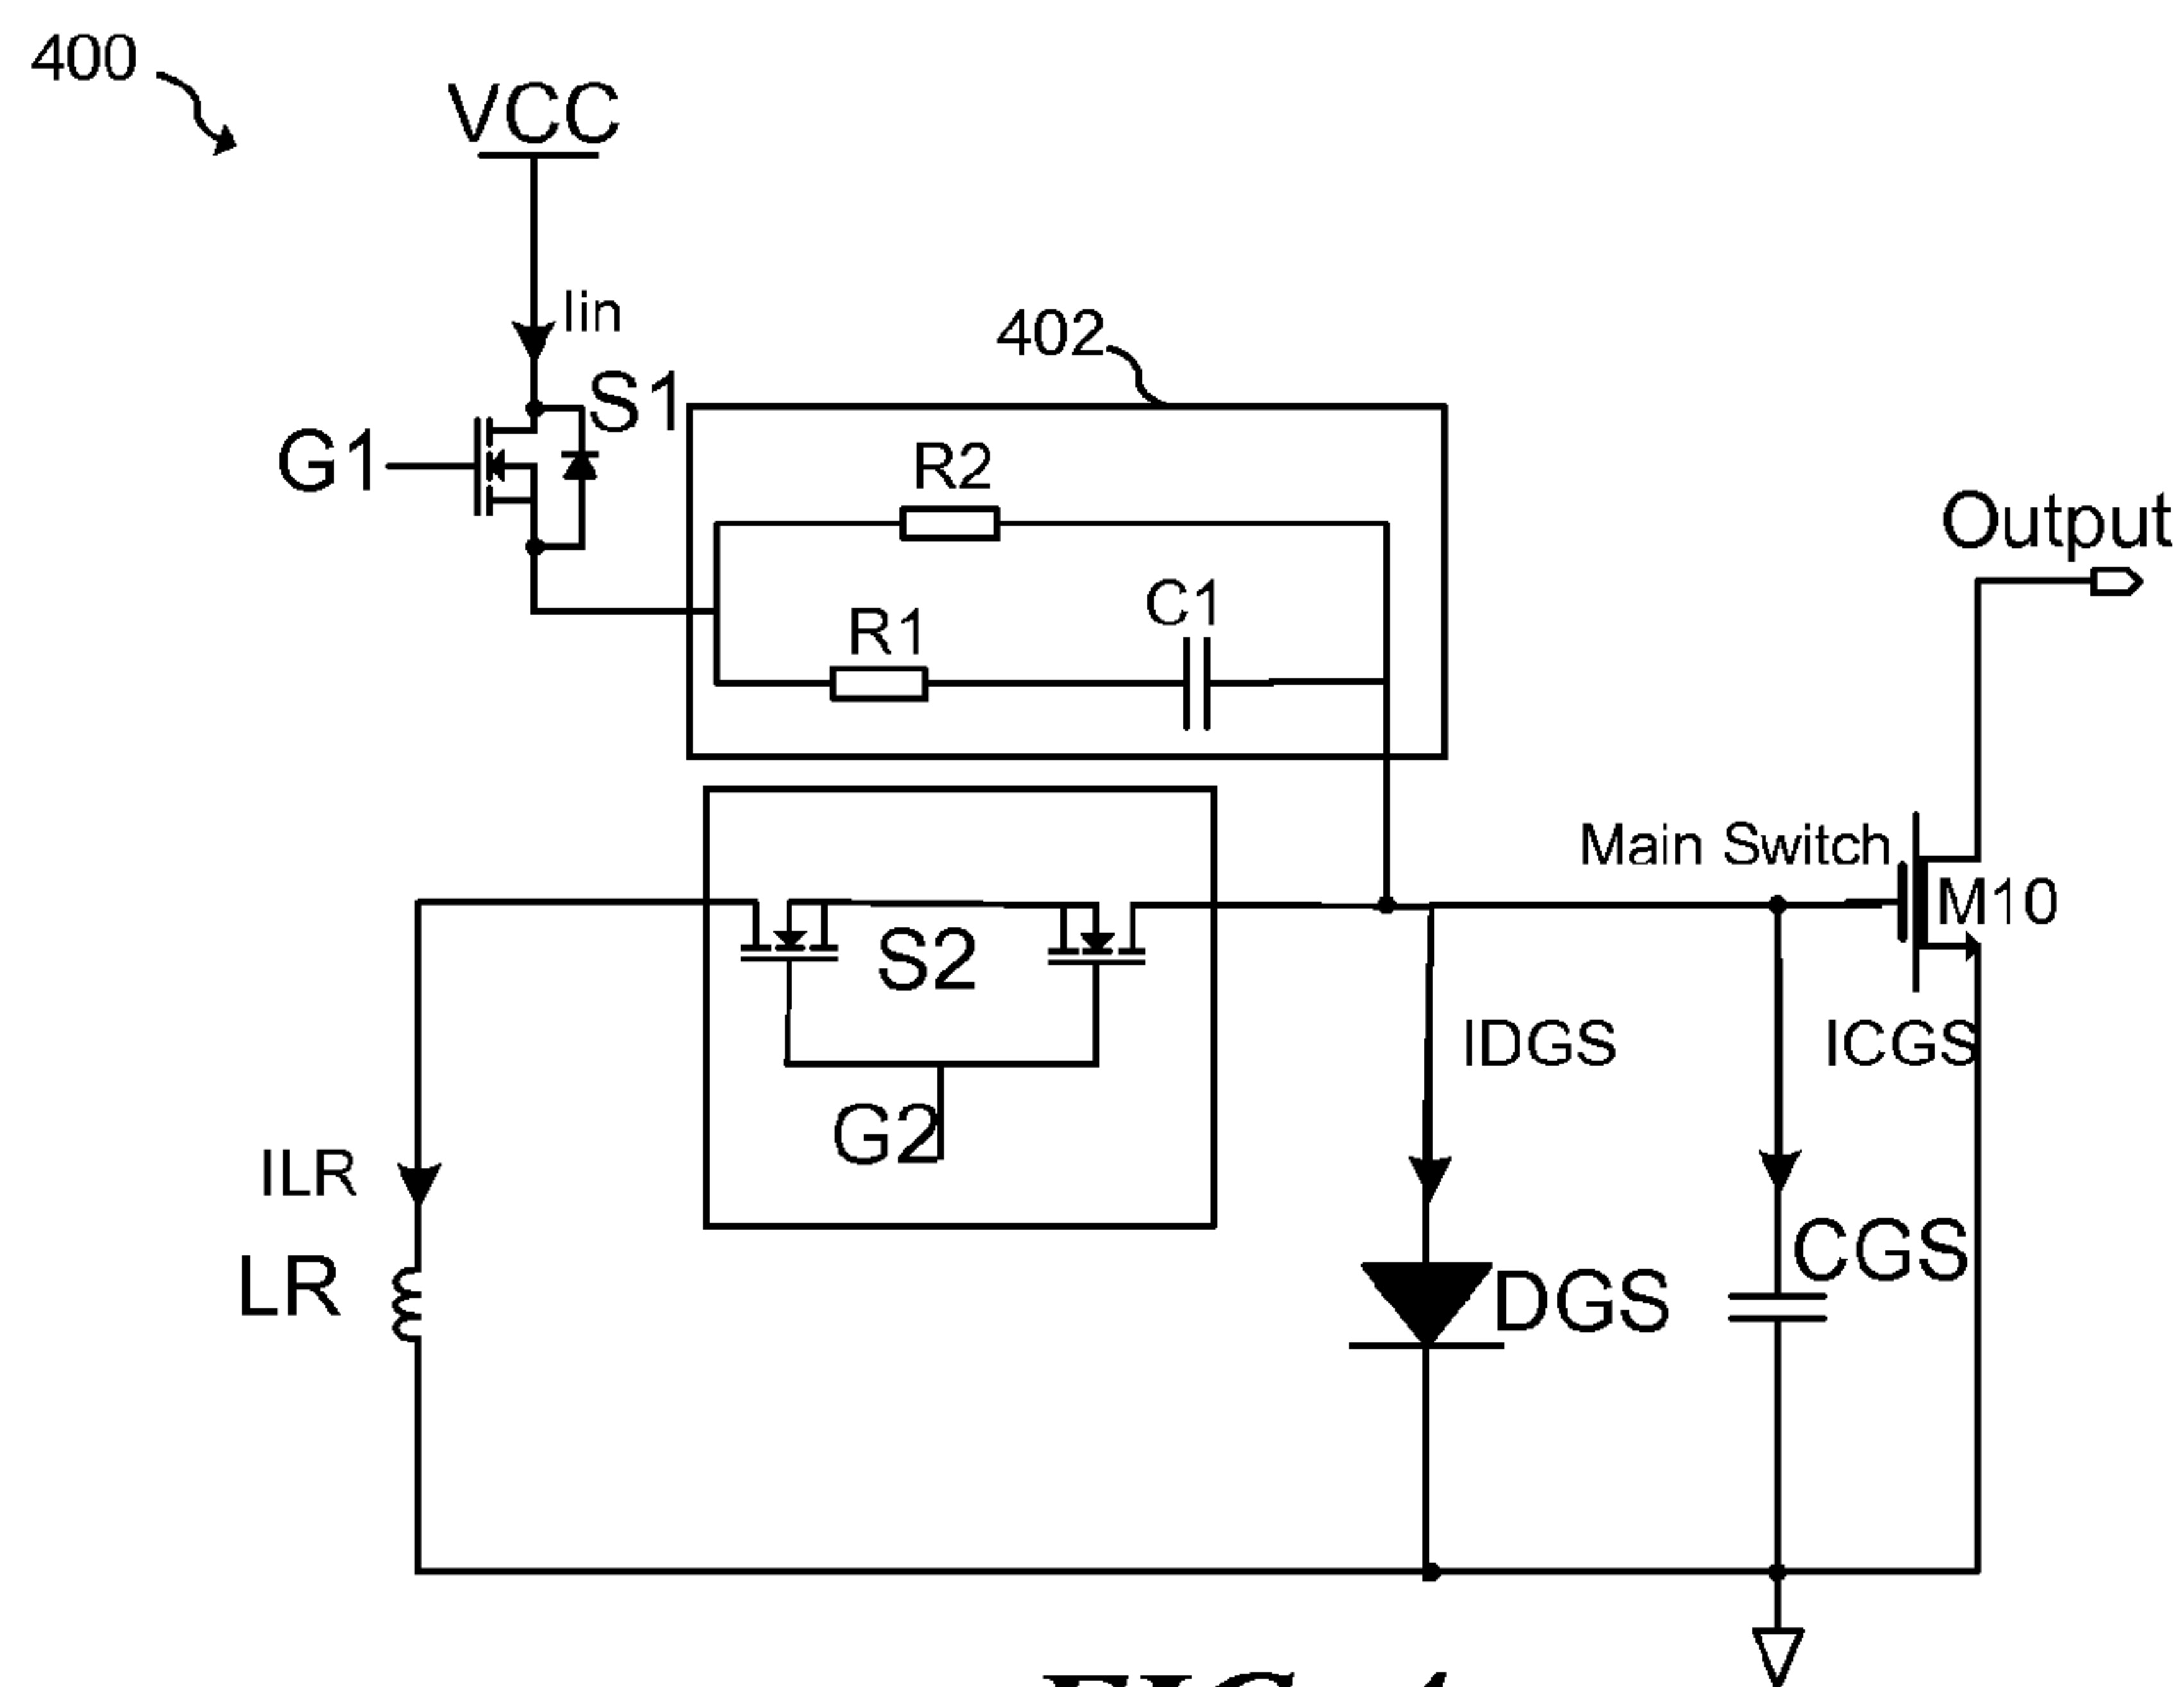 400
VCC
Iin
S1
402
G1
R2
Output
C1
R1
Main Switch
M10
S2
IDGS
ICGS
G2
ILR
CGS
LR
DGS